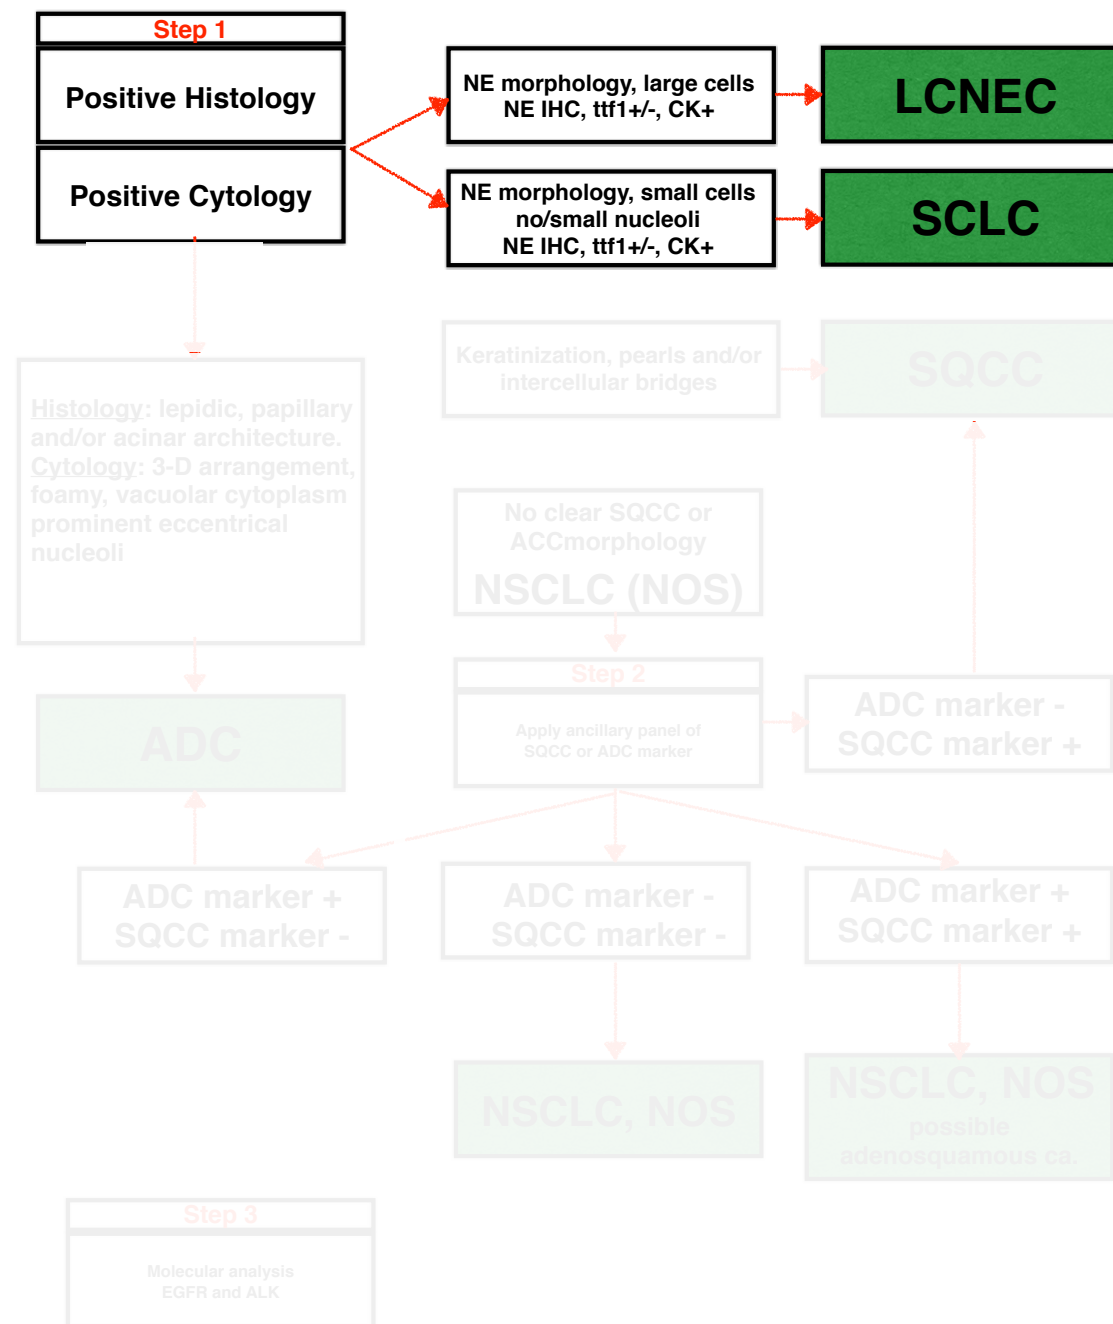 Step 1
Positive Histology
Positive Cytology
NE morphology, large cells
NE IHC, ttf1+/-, CK+
LCNEC
NE morphology, small cells
no/small nucleoli
NE IHC, ttf1+/-, CK+
SCLC
Keratinization, pearls and/or
intercellular bridges
SQCC
Histology: lepidic, papillary
and/or acinar architecture.
Cytology: 3-D arrangement,
foamy, vacuolar cytoplasm
prominent eccentrical
nucleoli
No clear SQCC or
ACCmorphology
NSCLC (NOS)
Step 2
Apply ancillary panel of
SQCC or ADC marker
ADC marker -
SQCC marker +
ADC
ADC marker +
SQCC marker -
ADC marker -
SQCC marker -
ADC marker +
SQCC marker +
NSCLC, NOS
NSCLC, NOS
possible
adenosquamous ca.
Step 3
Molecular analysis
EGFR and ALK